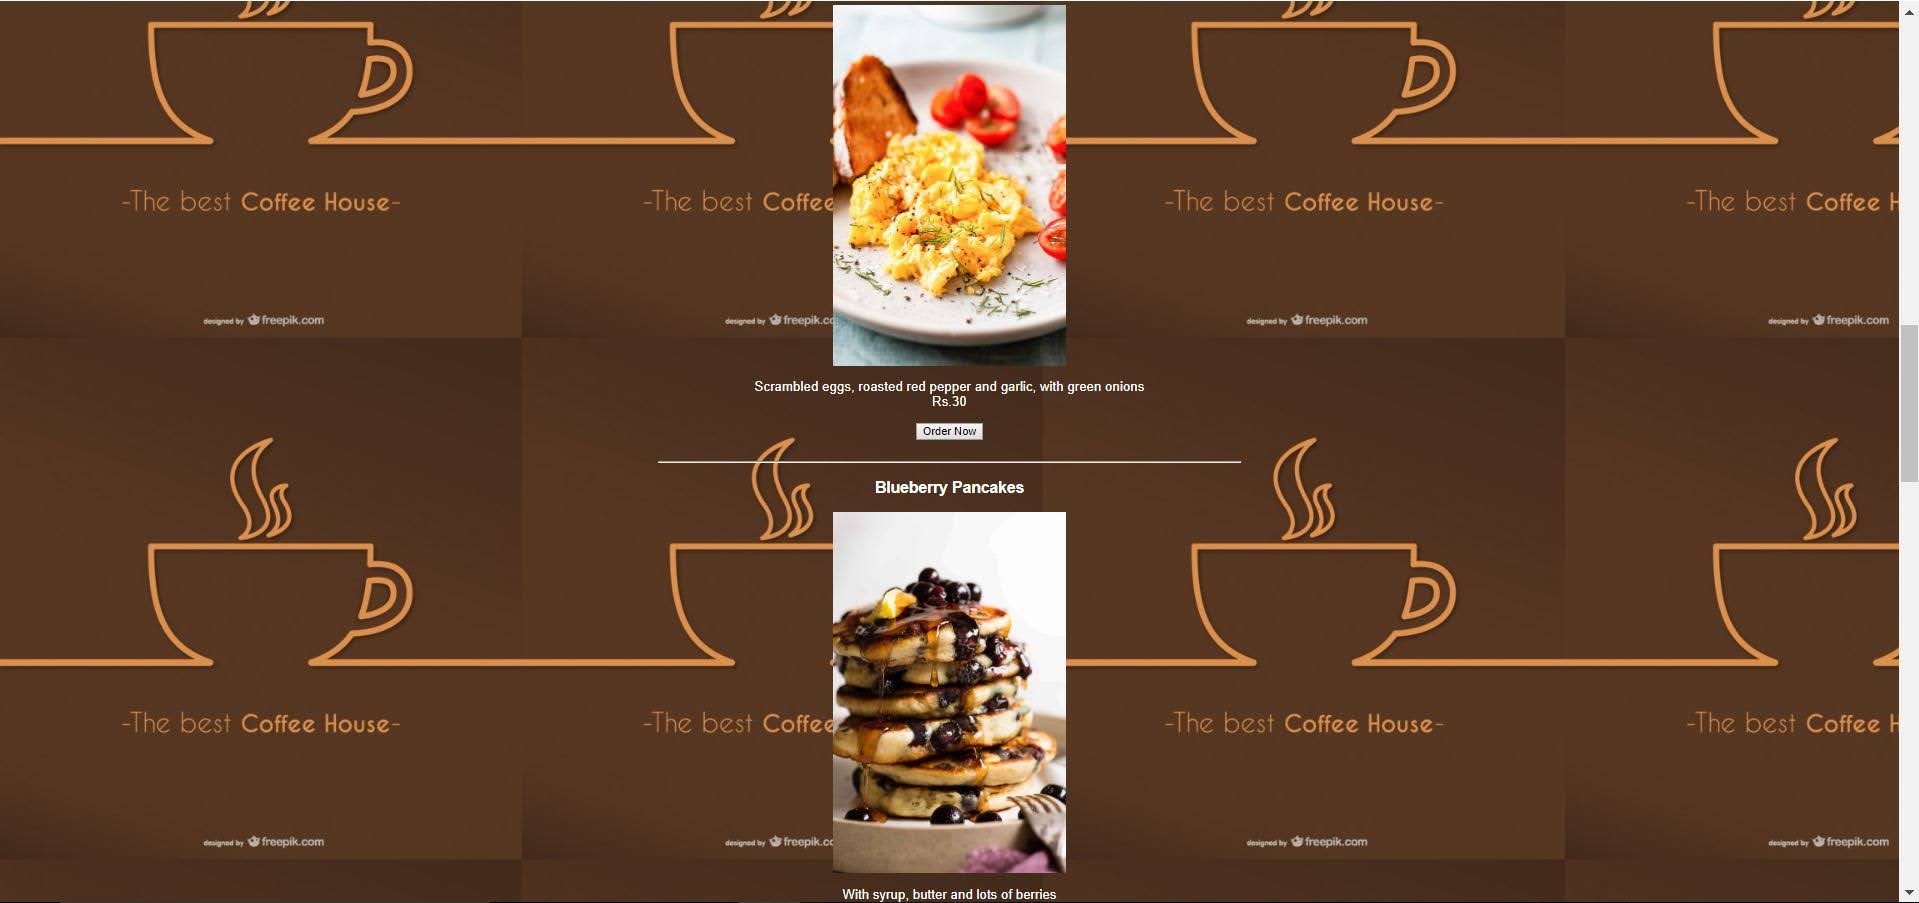 -The best Coffee House-
-The best Coffee
-The best Coffee House-
-The best Coffee H
designed by freepik.com
designed by freepik.co
designed by freepik.com
designed by freepik.com
Scrambled eggs, roasted red pepper and garlic, with green onions
Rs.30
Order Now
Blueberry Pancakes
-The best Coffee House-
-The best Coffee
-The best Coffee House-
-The best Coffee H
designed by freepik.com
designed by freepik.co
designed by freepik.com
designed by freepik.com
With syrup, butter and lots of berries